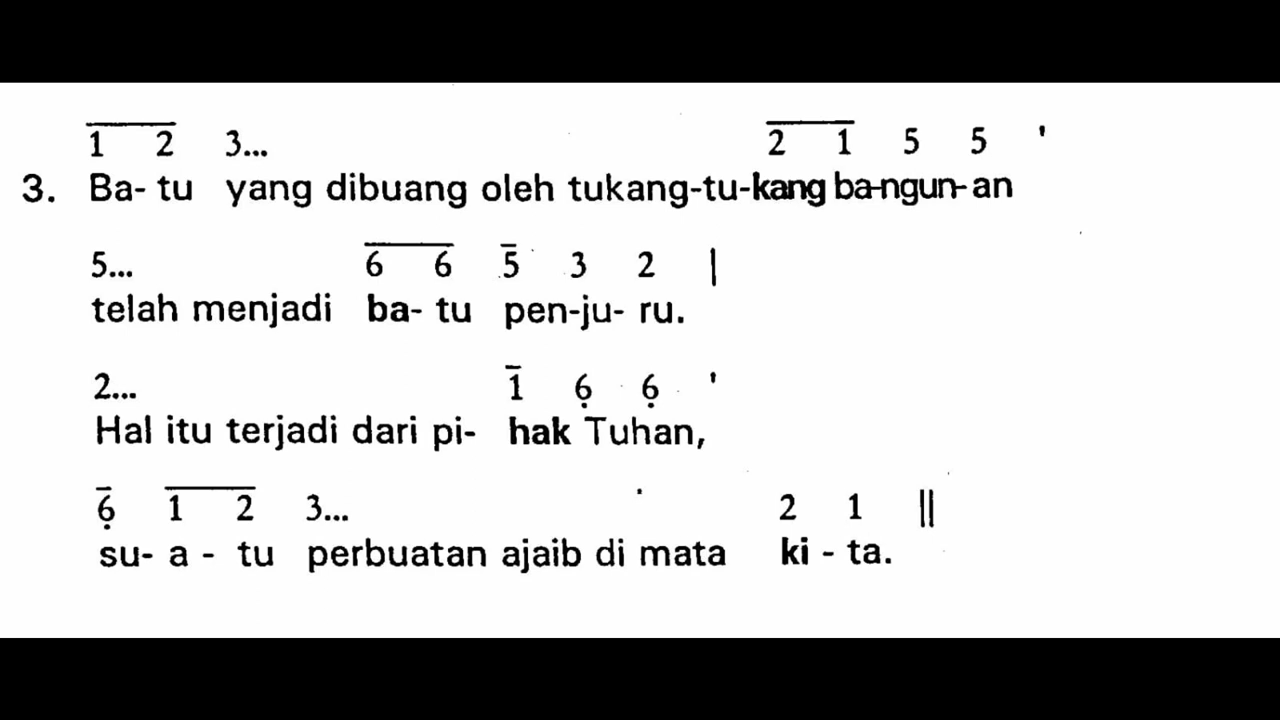 1 2 3... 2 1 5 5 '
3. Ba- tu yang dibuang oleh tukang-tu-kang ba-ngun-an
5... 6 6 5 3 2 |
telah menjadi ba- tu pen-ju- ru.
2... 1 6̣ 6̣ '
Hal itu terjadi dari pi- hak Tuhan,
6̣ 1 2 3... 2 1 ||
su- a - tu perbuatan ajaib di mata ki - ta.